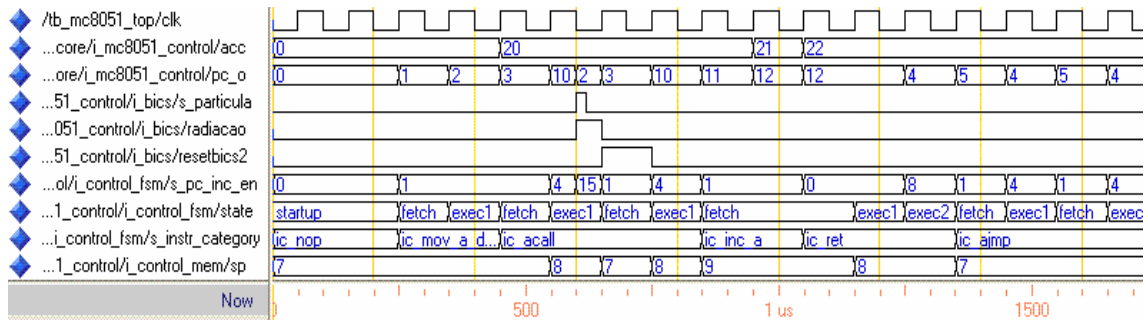 /tb_mc8051_top/clk
...core/i_mc8051_control/acc 0 20 21 22
...ore/i_mc8051_control/pc_o 0 1 2 3 10 2 3 10 11 12 12 4 5 4 5 4
...51_control/i_bics/s_particula
...051_control/i_bics/radiacao
...51_control/i_bics/resetbics2
...ol/i_control_fsm/s_pc_inc_en 0 1 4 15 1 4 1 0 8 1 4 1 4
...1_control/i_control_fsm/state startup fetch exec1 fetch exec1 fetch exec1 fetch exec1 exec2 fetch exec1 fetch exec
...i_control_fsm/s_instr_category ic_nop ic_mov_a_d... ic_acall ic_inc_a ic_ret ic_ajmp
...1_control/i_control_mem/sp 7 8 7 8 9 8 7
Now 0 500 1 us 1500